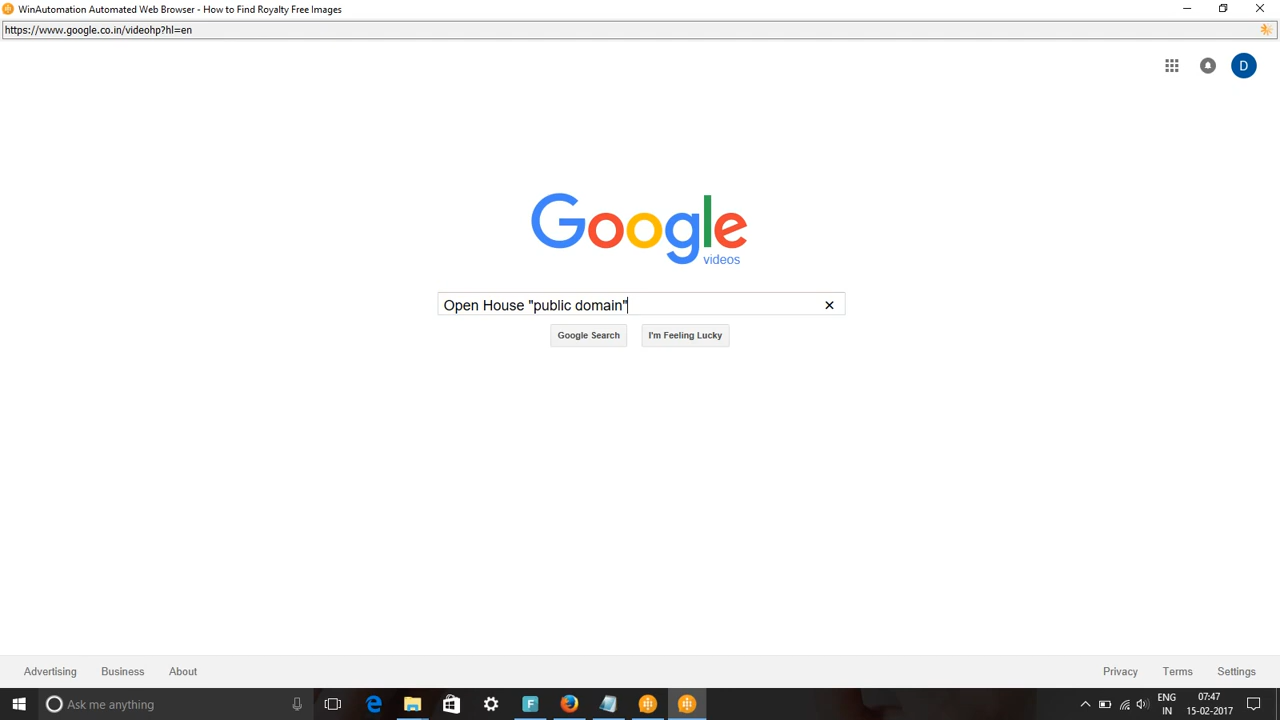 WinAutomation Automated Web Browser - How to Find Royalty Free Images
https://www.google.co.in/videohp?hl=en
D
Google
videos
Open House "public domain"
Google Search I'm Feeling Lucky
Advertising Business About Privacy Terms Settings
Ask me anything
F
ENG 07:47
IN 15-02-2017